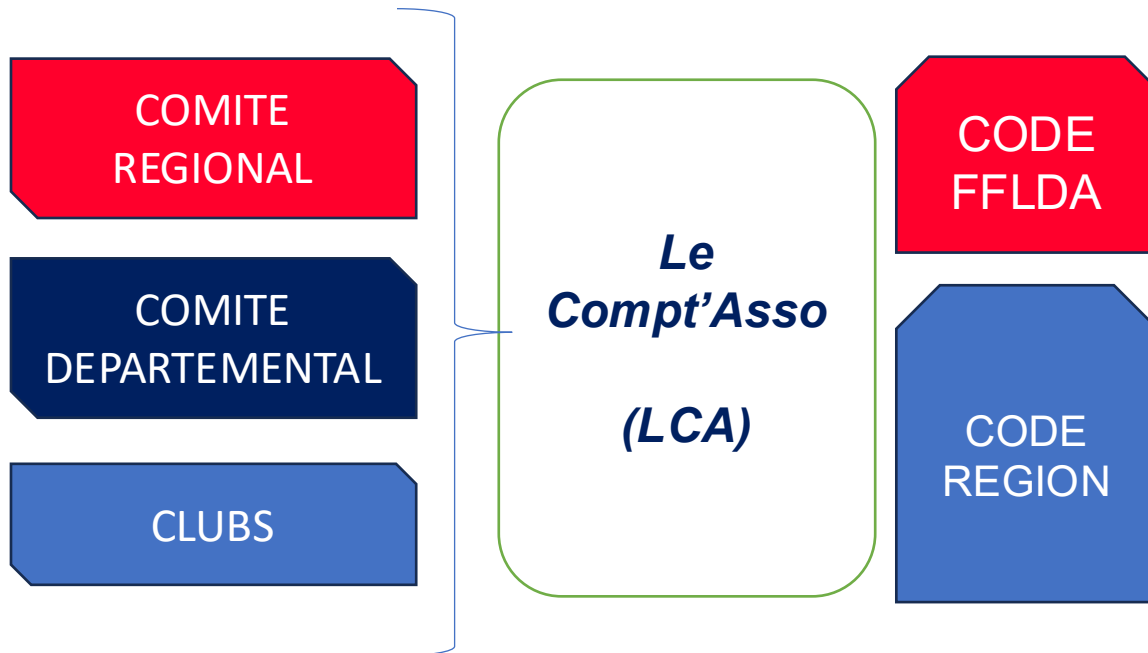 COMITE
REGIONAL
COMITE
DEPARTEMENTAL
CLUBS
Le
Compt’Asso
(LCA)
CODE
FFLDA
CODE
REGION